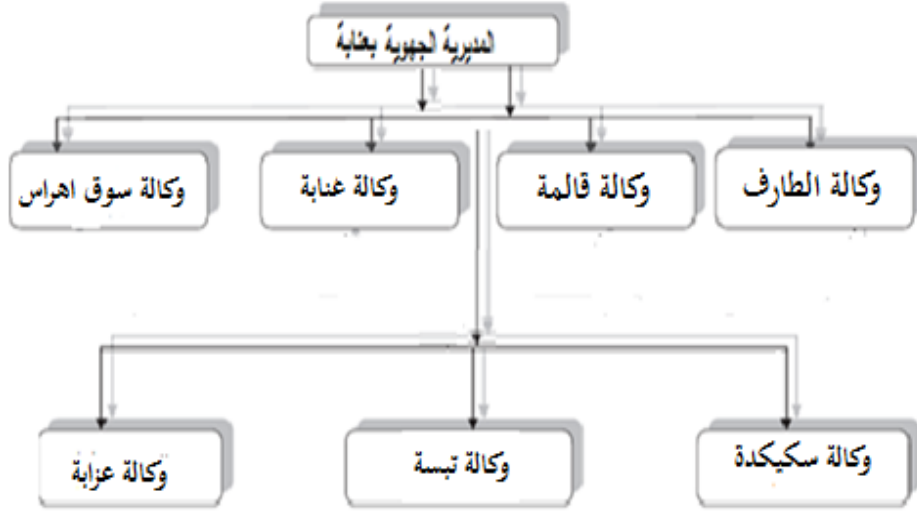 المديرية الجهوية بعنابة
وكالة الطارف
وكالة قالمة
وكالة عنابة
وكالة سوق اهراس
وكالة سكيكدة
وكالة تبسة
وكالة عزابة